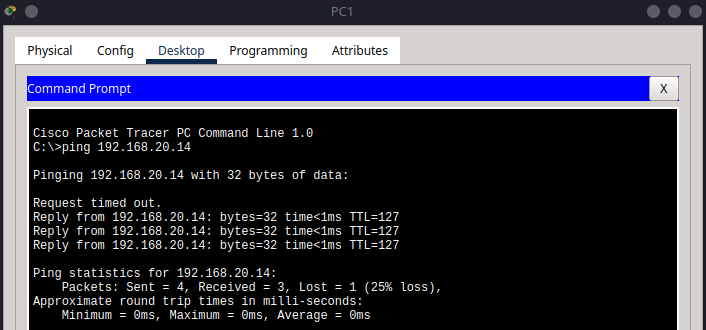 PC1
Physical Config Desktop Programming Attributes
Command Prompt X
Cisco Packet Tracer PC Command Line 1.0
C:\>ping 192.168.20.14
Pinging 192.168.20.14 with 32 bytes of data:
Request timed out.
Reply from 192.168.20.14: bytes=32 time<1ms TTL=127
Reply from 192.168.20.14: bytes=32 time<1ms TTL=127
Reply from 192.168.20.14: bytes=32 time<1ms TTL=127
Ping statistics for 192.168.20.14:
Packets: Sent = 4, Received = 3, Lost = 1 (25% loss),
Approximate round trip times in milli-seconds:
Minimum = 0ms, Maximum = 0ms, Average = 0ms